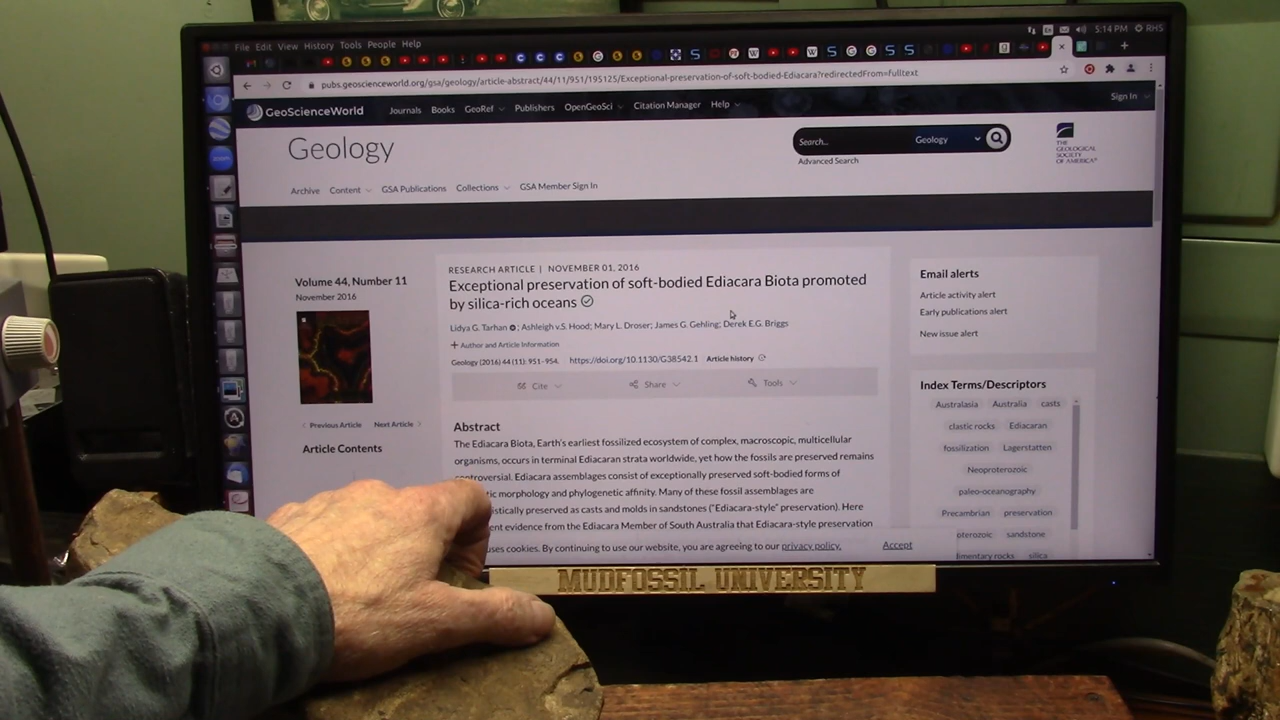 File Edit View History Tools People Help
5:14 PM RHS
pubs.geoscienceworld.org/gsa/geology/article-abstract/44/11/951/195125/Exceptional-preservation-of-soft-bodied-Ediacara?redirectedFrom=fulltext
GeoScienceWorld Journals Books GeoRef Publishers OpenGeoSci Citation Manager Help Sign In
Geology
Search... Geology
Advanced Search
THE GEOLOGICAL SOCIETY OF AMERICA®
Archive Content GSA Publications Collections GSA Member Sign In
Volume 44, Number 11
November 2016
Previous Article Next Article
Article Contents
RESEARCH ARTICLE | NOVEMBER 01, 2016
Exceptional preservation of soft-bodied Ediacara Biota promoted
by silica-rich oceans
Lidya G. Tarhan; Ashleigh v.S. Hood; Mary L. Droser; James G. Gehling; Derek E.G. Briggs
+ Author and Article Information
Geology (2016) 44 (11): 951–954. https://doi.org/10.1130/G38542.1 Article history
Cite Share Tools
Abstract
The Ediacara Biota, Earth's earliest fossilized ecosystem of complex, macroscopic, multicellular
organisms, occurs in terminal Ediacaran strata worldwide, yet how the fossils are preserved remains
controversial. Ediacara assemblages consist of exceptionally preserved soft-bodied forms of
morphology and phylogenetic affinity. Many of these fossil assemblages are
preserved as casts and molds in sandstones ("Ediacara-style" preservation). Here
evidence from the Ediacara Member of South Australia that Ediacara-style preservation
uses cookies. By continuing to use our website, you are agreeing to our privacy policy. Accept
Email alerts
Article activity alert
Early publications alert
New issue alert
Index Terms/Descriptors
Australasia Australia casts
clastic rocks Ediacaran
fossilization Lagerstatten
Neoproterozoic
paleo-oceanography
Precambrian preservation
sandstone
rocks silica
MUDFOSSIL UNIVERSITY